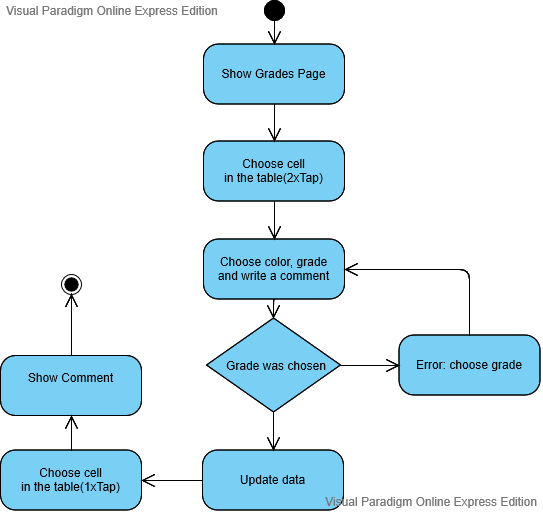 Visual Paradigm Online Express Edition
Show Grades Page
Choose cell
in the table(2xTap)
Choose color, grade
and write a comment
Grade was chosen
Error: choose grade
Show Comment
Choose cell
in the table(1xTap)
Update data
Visual Paradigm Online Express Edition